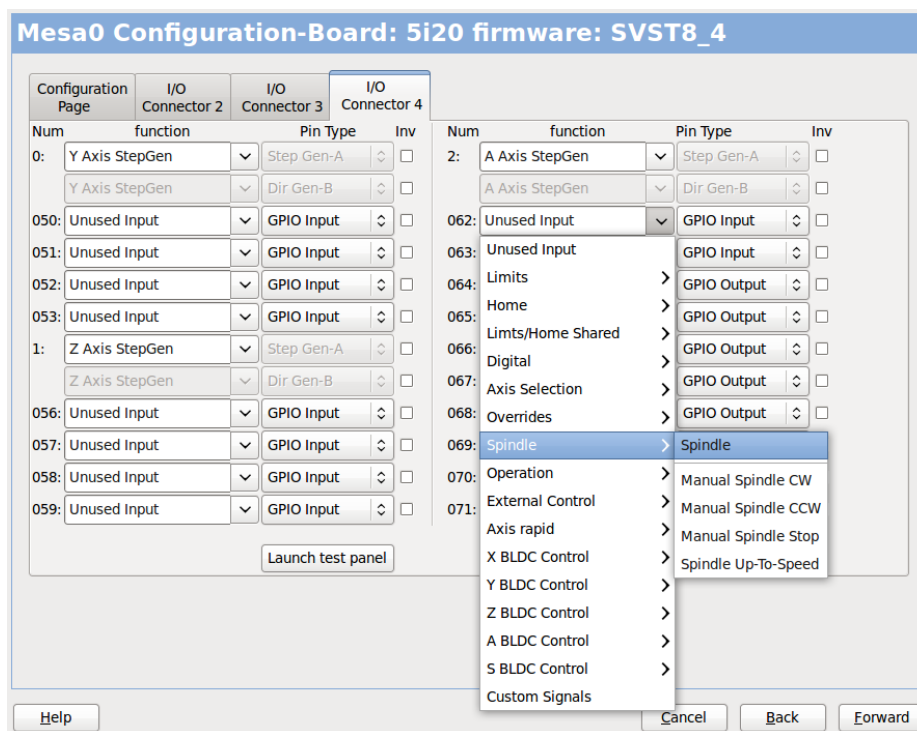 Mesa0 Configuration-Board: 5i20 firmware: SVST8_4
Configuration Page
I/O Connector 2
I/O Connector 3
I/O Connector 4
Num function Pin Type Inv
0: Y Axis StepGen Step Gen-A
Y Axis StepGen Dir Gen-B
050: Unused Input GPIO Input
051: Unused Input GPIO Input
052: Unused Input GPIO Input
053: Unused Input GPIO Input
1: Z Axis StepGen Step Gen-A
Z Axis StepGen Dir Gen-B
056: Unused Input GPIO Input
057: Unused Input GPIO Input
058: Unused Input GPIO Input
059: Unused Input GPIO Input
Launch test panel
Num function Pin Type Inv
2: A Axis StepGen Step Gen-A
A Axis StepGen Dir Gen-B
062: Unused Input GPIO Input
063: GPIO Input
064: GPIO Output
065: GPIO Output
066: GPIO Output
067: GPIO Output
068: GPIO Output
069:
070:
071:
Unused Input
Limits
Home
Limts/Home Shared
Digital
Axis Selection
Overrides
Spindle
Operation
External Control
Axis rapid
X BLDC Control
Y BLDC Control
Z BLDC Control
A BLDC Control
S BLDC Control
Custom Signals
Spindle
Manual Spindle CW
Manual Spindle CCW
Manual Spindle Stop
Spindle Up-To-Speed
Help
Cancel
Back
Forward